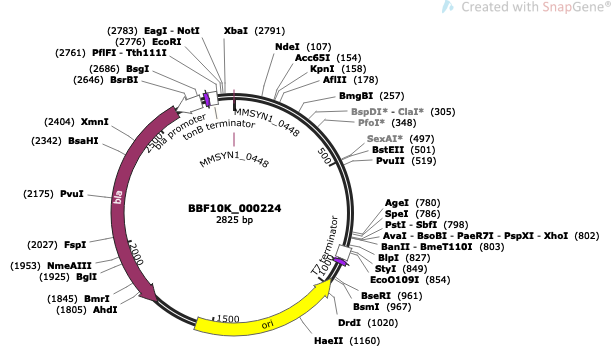 Created with SnapGene®
(2783) EagI - NotI
XbaI (2791)
(2776) EcoRI
(2761) PflFI - Tth111I
(2686) BsgI
(2646) BsrBI
NdeI (107)
Acc65I (154)
KpnI (158)
AflII (178)
BmgBI (257)
BspDI* - ClaI* (305)
PfoI* (348)
SexAI* (497)
BstEII (501)
PvuII (519)
(2404) XmnI
(2342) BsaHI
(2175) PvuI
(2027) FspI
(1953) NmeAIII
(1925) BglI
(1845) BmrI
(1805) AhdI
MMSYN1_0448
tonB terminator
bla promoter
MMSYN1_0448
2500
500
bla
BBF10K_000224
2825 bp
AgeI (780)
SpeI (786)
PstI - SbfI (798)
AvaI - BsoBI - PaeR7I - PspXI - XhoI (802)
BanII - BmeT110I (803)
BlpI (827)
StyI (849)
EcoO109I (854)
BseRI (961)
BsmI (967)
DrdI (1020)
HaeII (1160)
T7 terminator
2000
1000
1500
ori